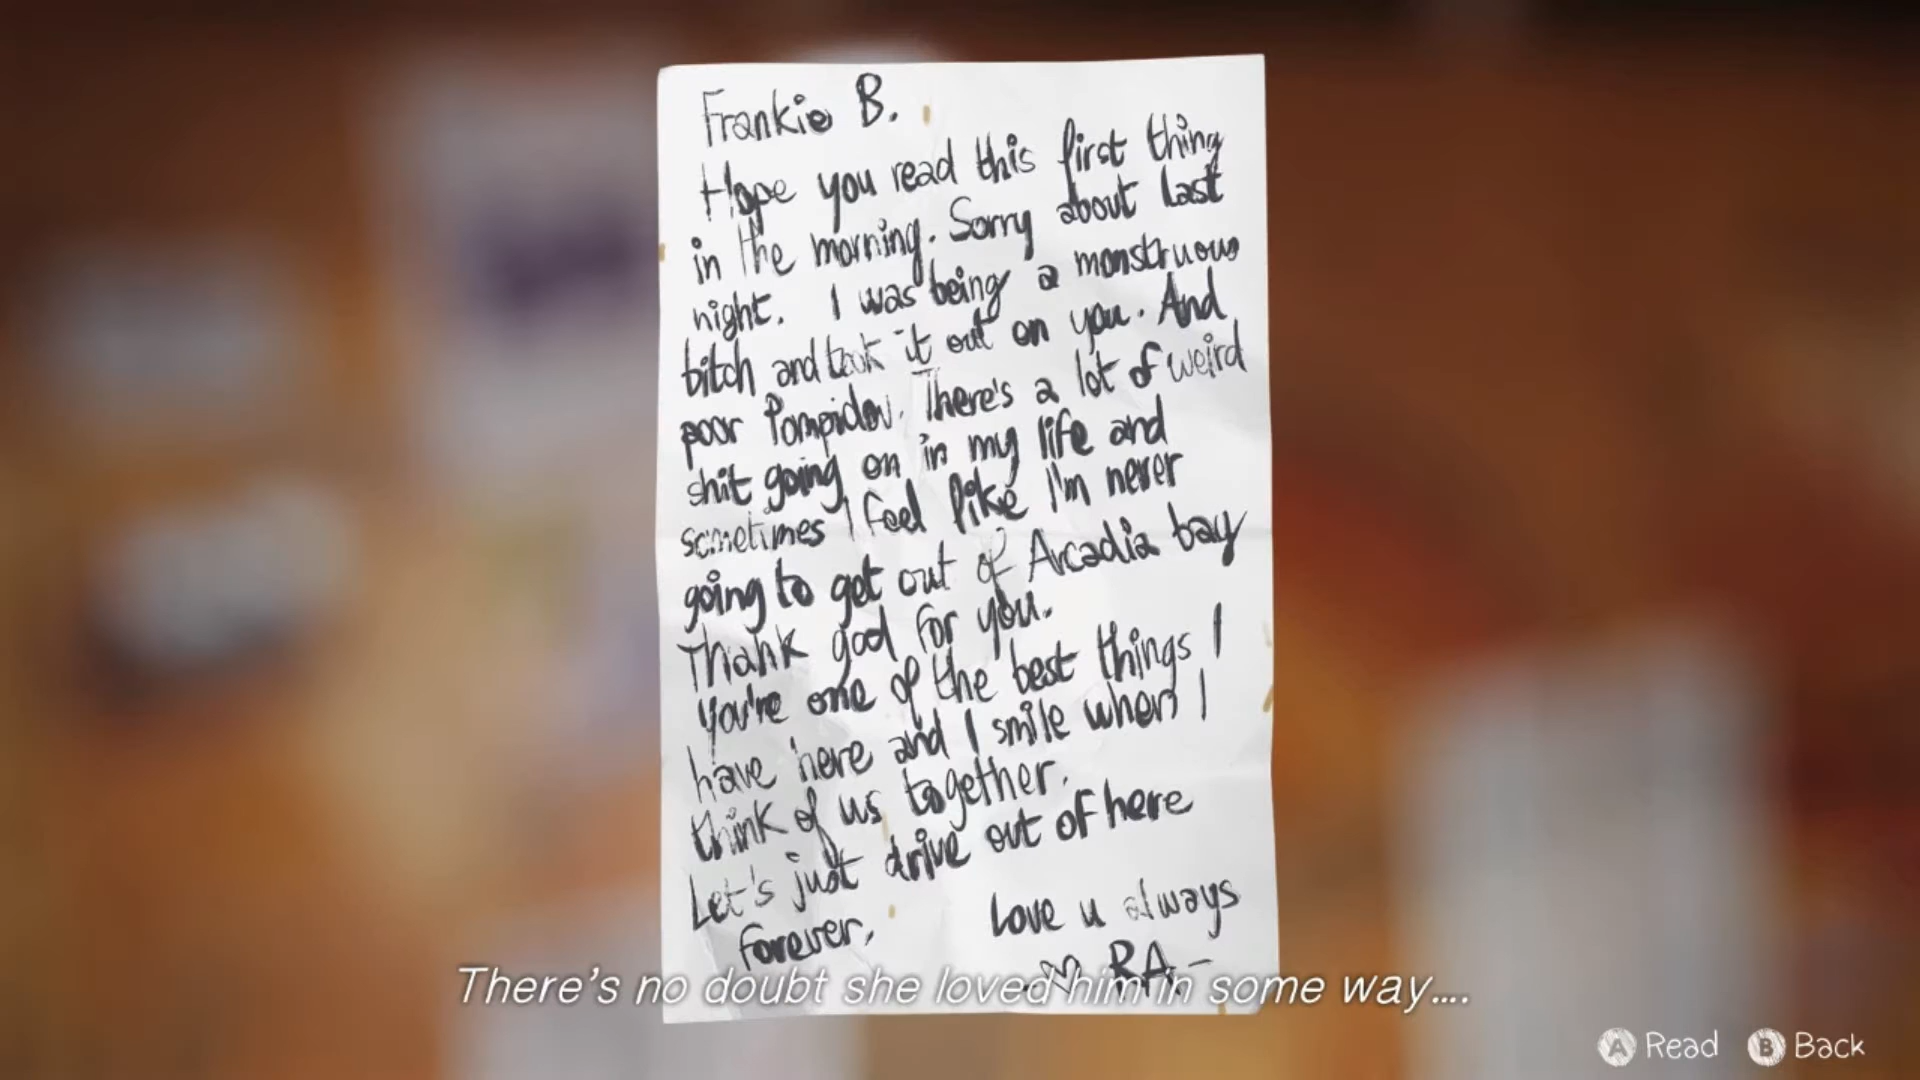 Frankie B.
Hope you read this first thing
in the morning. Sorry about last
night. I was being a monstruous
bitch and took it out on you. And
poor Pompidou. There's a lot of weird
shit going on in my life and
sometimes I feel like I'm never
going to get out of Arcadia bay
Thank god for you.
You're one of the best things I
have here and I smile when I
think of us together.
Let's just drive out of here
forever.
Love u always
♡ RA -
There's no doubt she loved him in some way....
A Read B Back